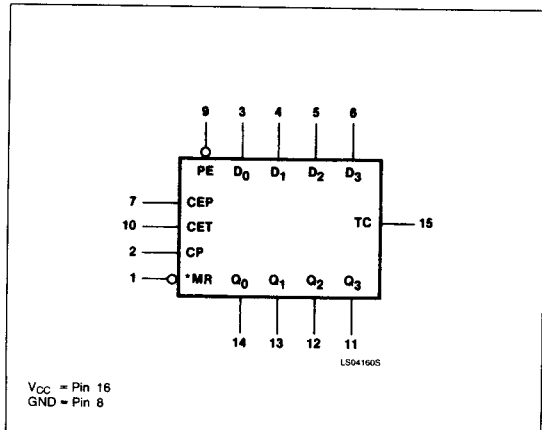 9 3 4 5 6
PE D₀ D₁ D₂ D₃
7 CEP
10 CET TC 15
2 CP
1 *MR Q₀ Q₁ Q₂ Q₃
14 13 12 11
LS04160S
V_CC = Pin 16
GND = Pin 8